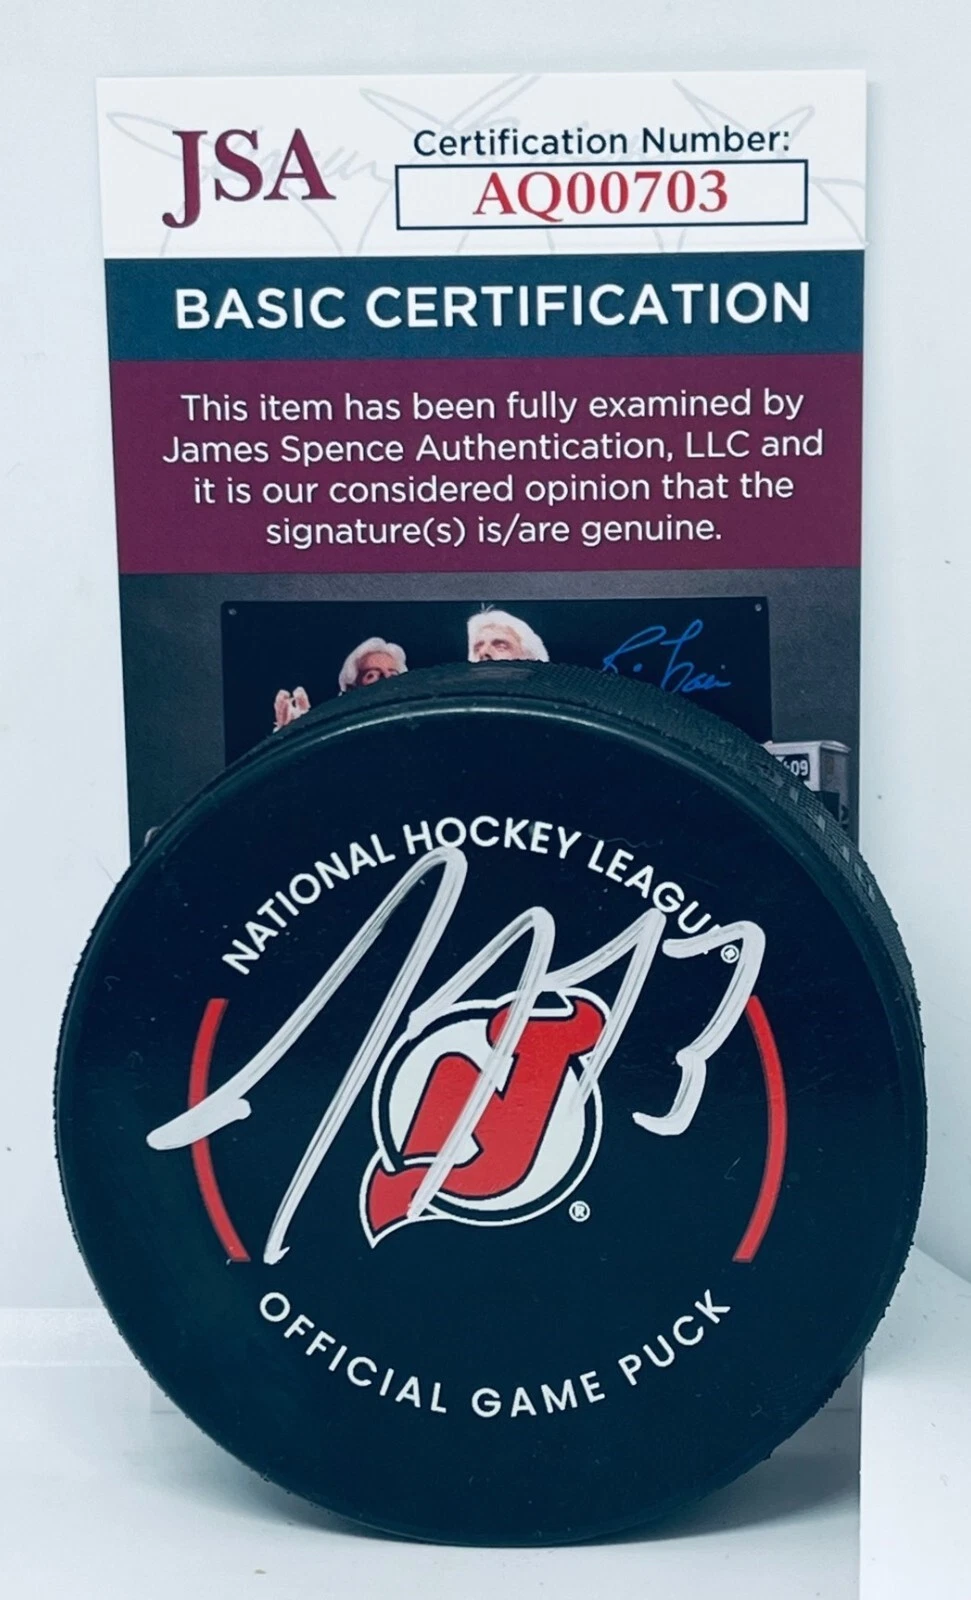 JSA
Certification Number:
AQ00703
BASIC CERTIFICATION
This item has been fully examined by
James Spence Authentication, LLC and
it is our considered opinion that the
signature(s) is/are genuine.
NATIONAL HOCKEY LEAGUE®
NJ®
OFFICIAL GAME PUCK